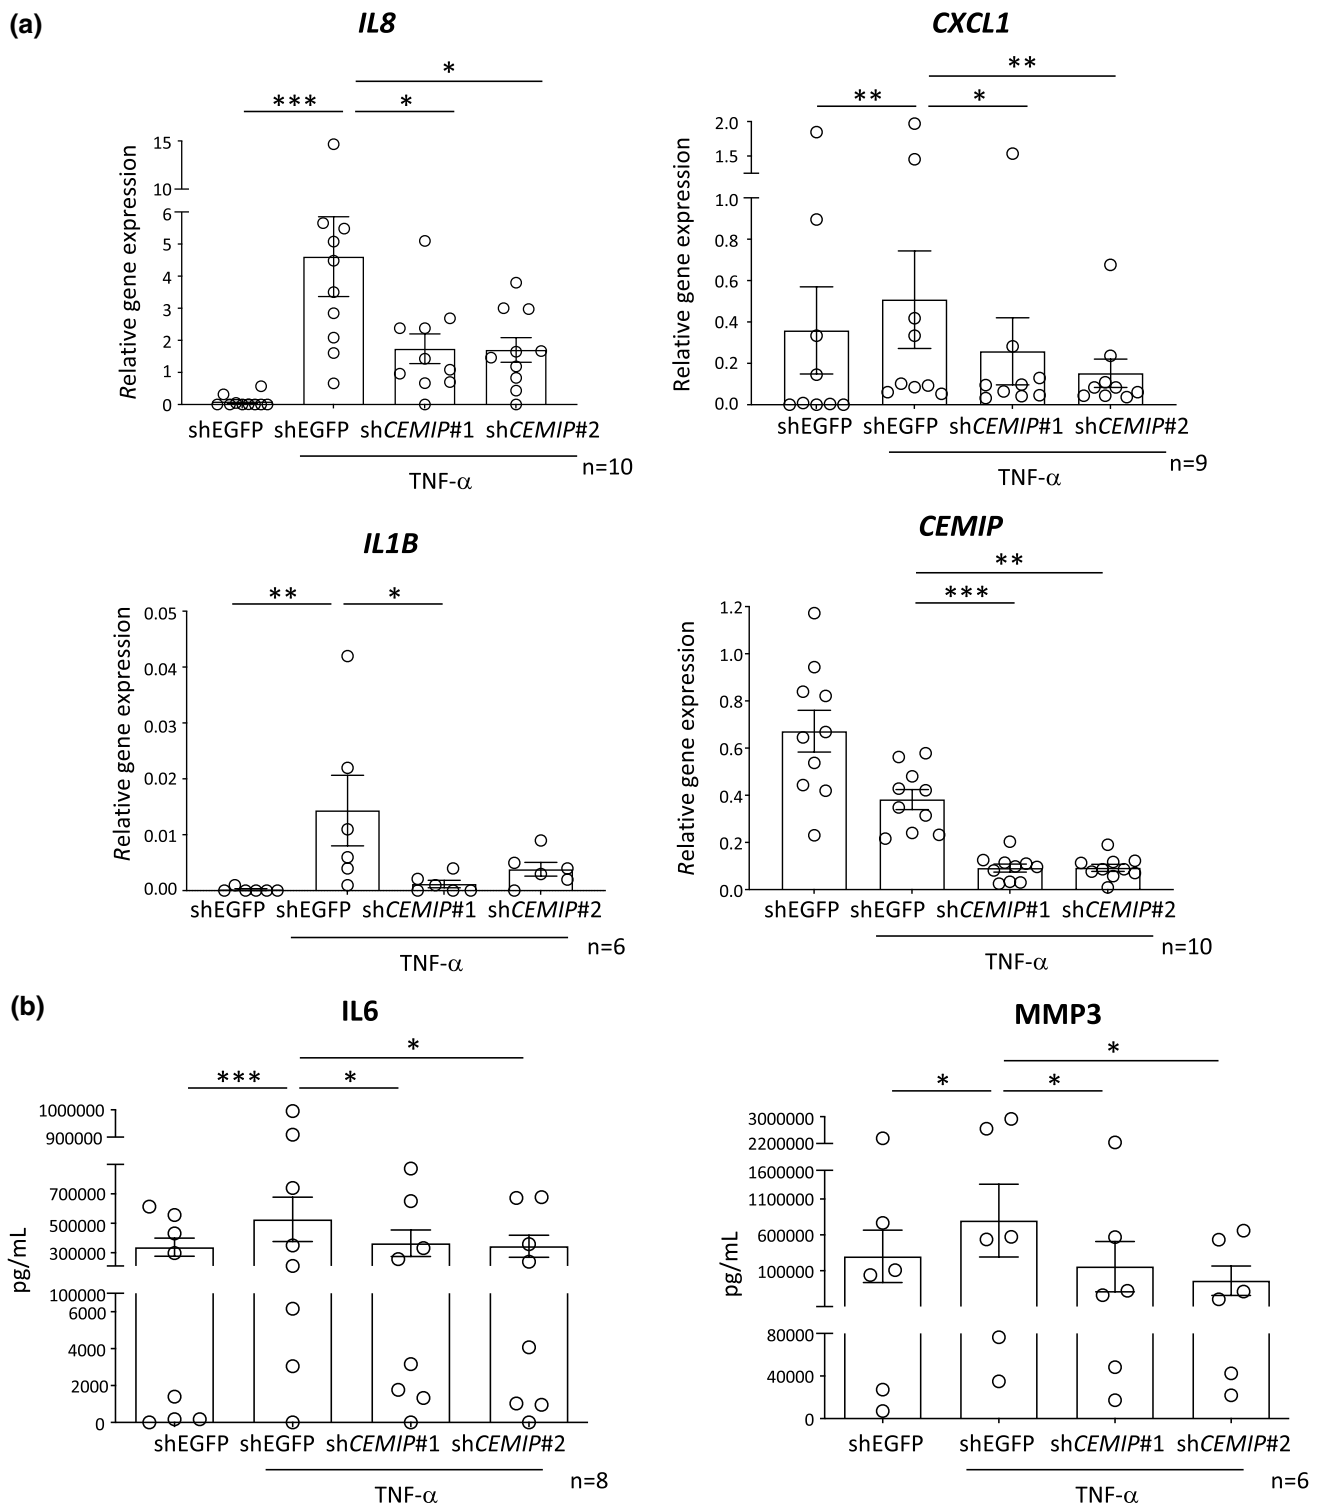 (a)
IL8
CXCL1
*
*** *
**
** *
Relative gene expression
15
10
6
5
4
3
2
1
0
shEGFP shEGFP shCEMIP#1 shCEMIP#2
TNF-α
n=10
Relative gene expression
2.0
1.5
1.0
0.8
0.6
0.4
0.2
0.0
shEGFP shEGFP shCEMIP#1 shCEMIP#2
TNF-α
n=9
IL1B
** *
Relative gene expression
0.05
0.04
0.03
0.02
0.01
0.00
shEGFP shEGFP shCEMIP#1 shCEMIP#2
TNF-α
n=6
CEMIP
**
***
Relative gene expression
1.2
1.0
0.8
0.6
0.4
0.2
0.0
shEGFP shEGFP shCEMIP#1 shCEMIP#2
TNF-α
n=10
(b)
IL6
*
*** *
pg/mL
1000000
900000
700000
500000
300000
100000
6000
4000
2000
0
shEGFP shEGFP shCEMIP#1 shCEMIP#2
TNF-α
n=8
MMP3
*
* *
pg/mL
3000000
2200000
1600000
1100000
600000
100000
80000
40000
0
shEGFP shEGFP shCEMIP#1 shCEMIP#2
TNF-α
n=6